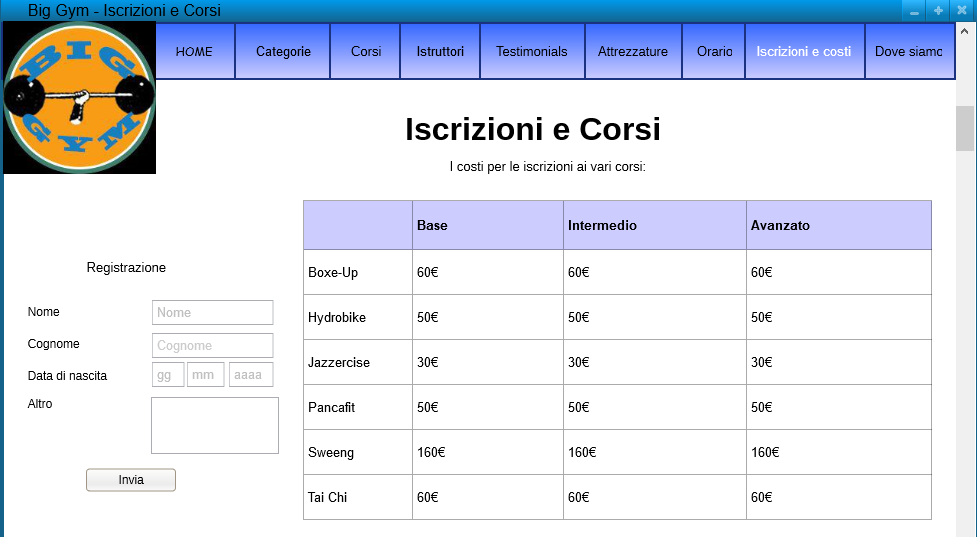 Big Gym - Iscrizioni e Corsi
BIG
GYM
HOME Categorie Corsi Istruttori Testimonials Attrezzature Orario Iscrizioni e costi Dove siamo
Iscrizioni e Corsi
I costi per le iscrizioni ai vari corsi:
Registrazione
Nome Nome
Cognome Cognome
Data di nascita gg mm aaaa
Altro
Invia
Base Intermedio Avanzato
Boxe-Up 60€ 60€ 60€
Hydrobike 50€ 50€ 50€
Jazzercise 30€ 30€ 30€
Pancafit 50€ 50€ 50€
Sweeng 160€ 160€ 160€
Tai Chi 60€ 60€ 60€